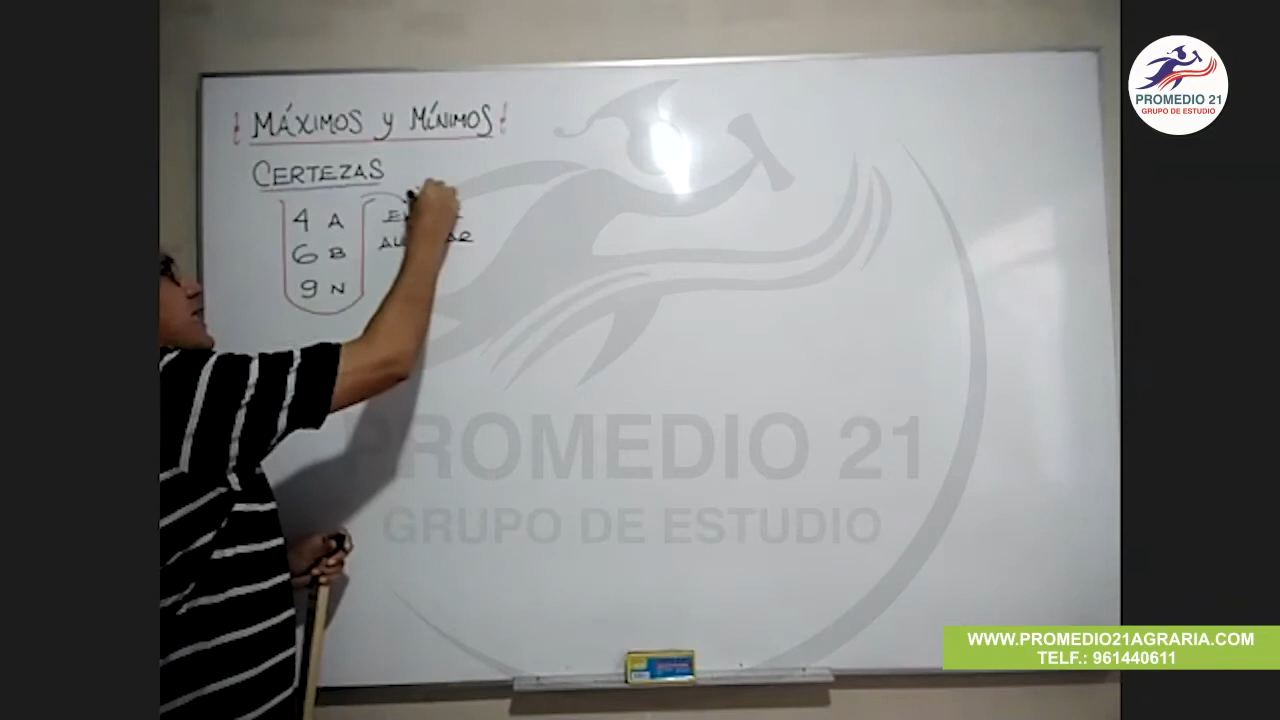 MÁXIMOS y MÍNIMOS
CERTEZAS
4 A
6 B
9 N
PROMEDIO 21
GRUPO DE ESTUDIO
PROMEDIO 21
GRUPO DE ESTUDIO
WWW.PROMEDIO21AGRARIA.COM
TELF.: 961440611